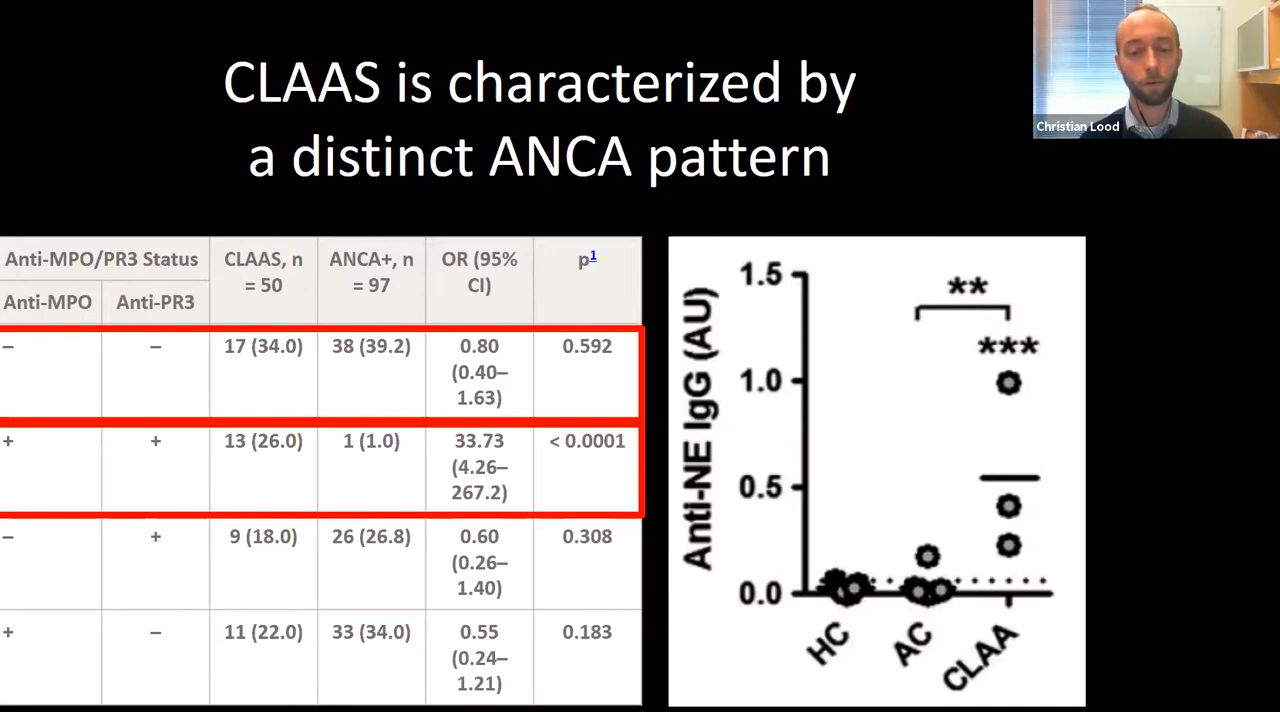 CLAAS is characterized by
a distinct ANCA pattern
Christian Lood
Anti-MPO/PR3 Status
CLAAS, n
= 50
ANCA+, n
= 97
OR (95%
CI)
p1
Anti-MPO
Anti-PR3
–
–
17 (34.0)
38 (39.2)
0.80
(0.40–
1.63)
0.592
+
+
13 (26.0)
1 (1.0)
33.73
(4.26–
267.2)
< 0.0001
–
+
9 (18.0)
26 (26.8)
0.60
(0.26–
1.40)
0.308
+
–
11 (22.0)
33 (34.0)
0.55
(0.24–
1.21)
0.183
Anti-NE IgG (AU)
1.5
1.0
0.5
0.0
**
***
HC
AC
CLAA